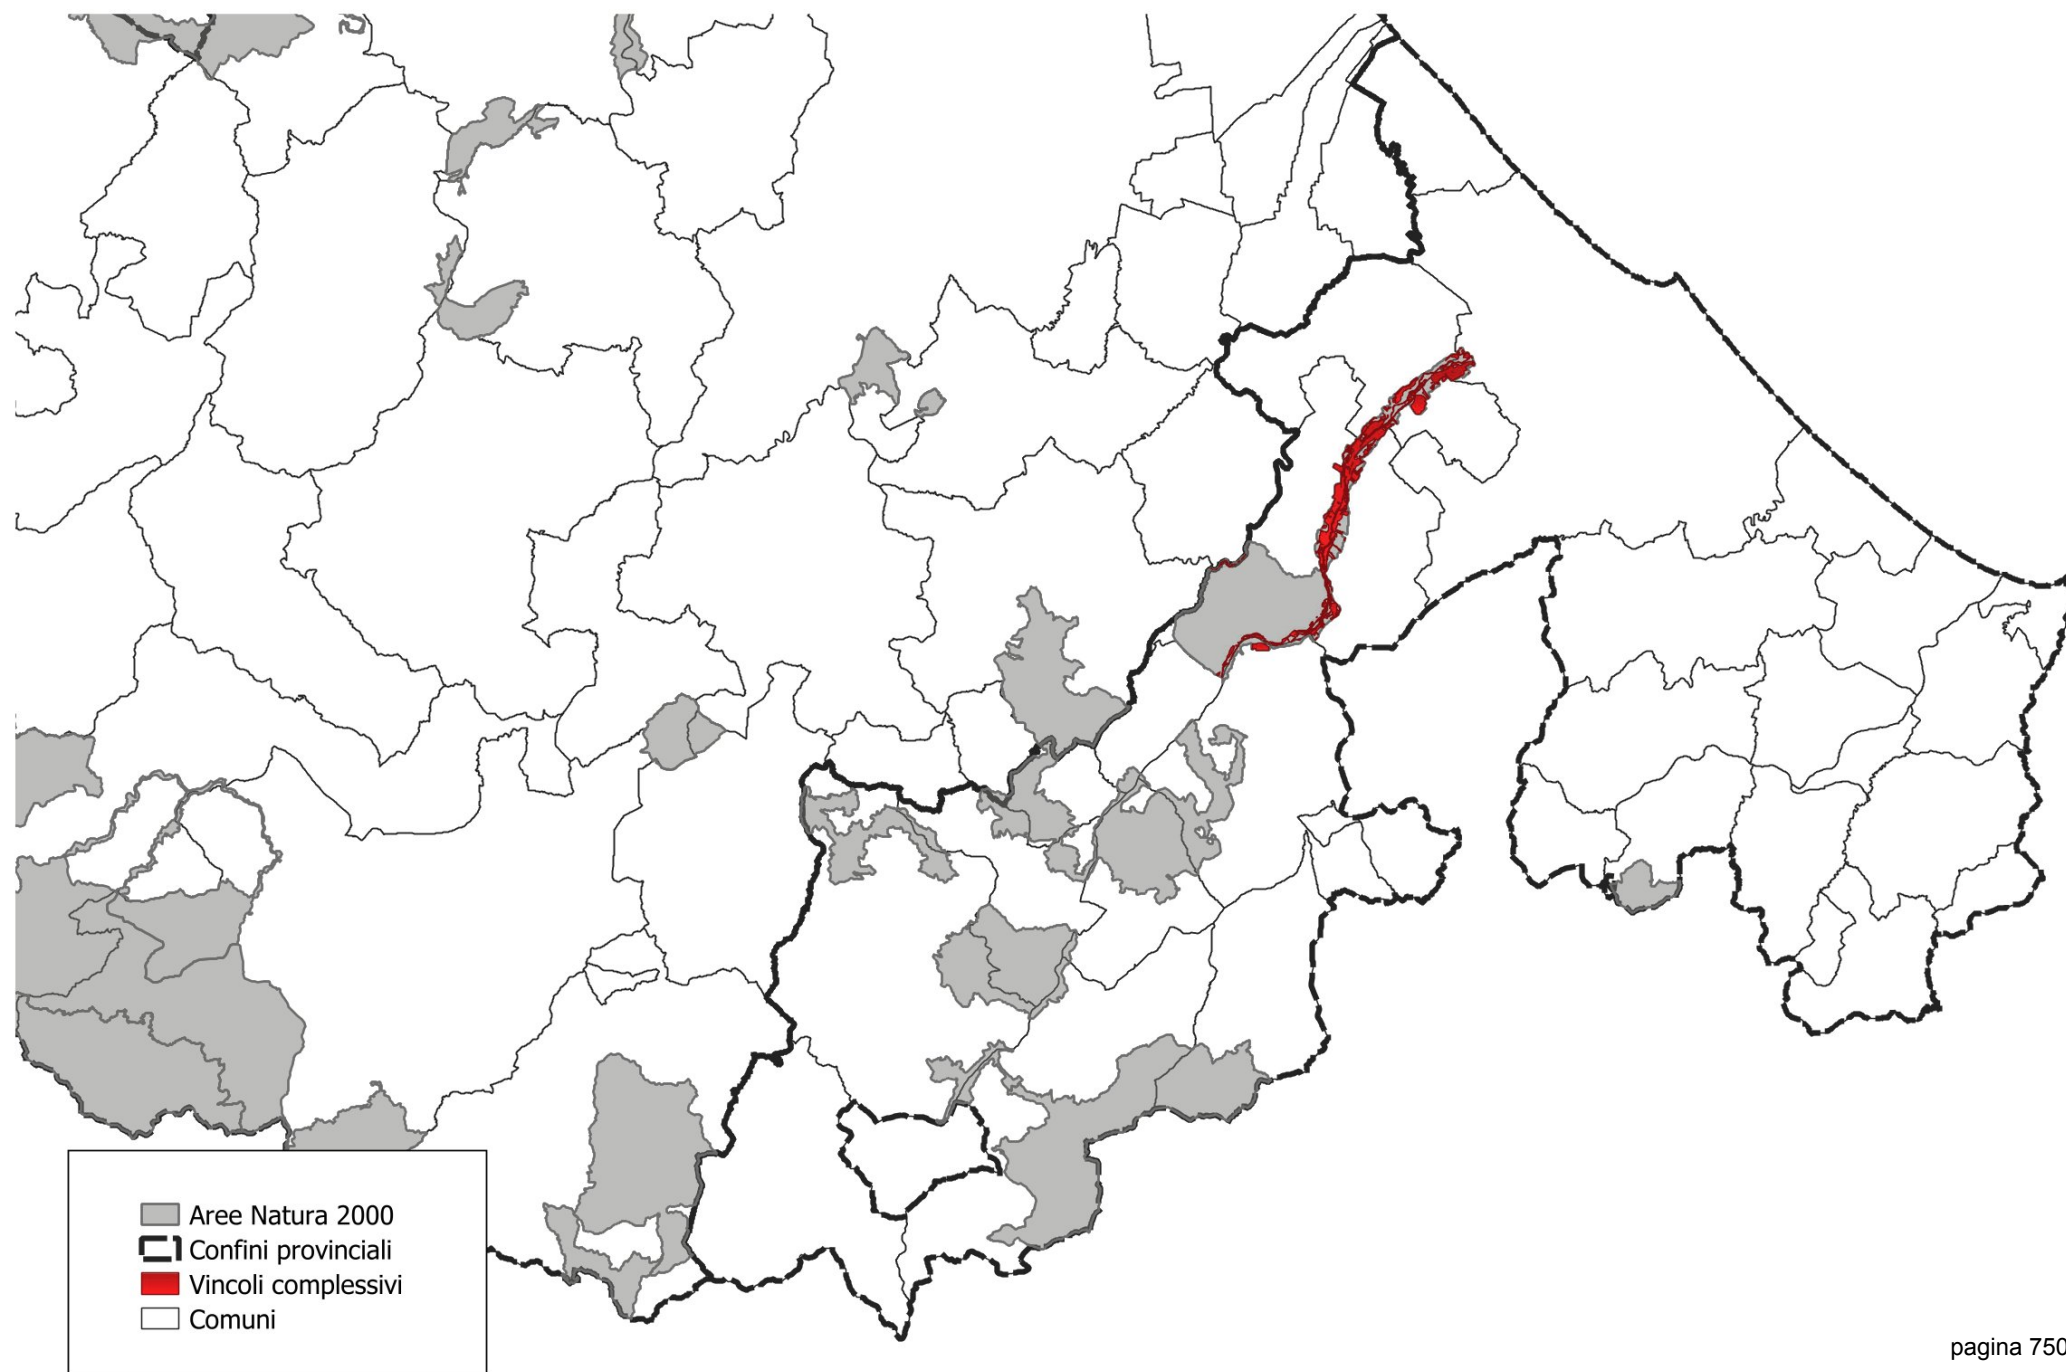 Aree Natura 2000
Confini provinciali
Vincoli complessivi
Comuni
pagina 750